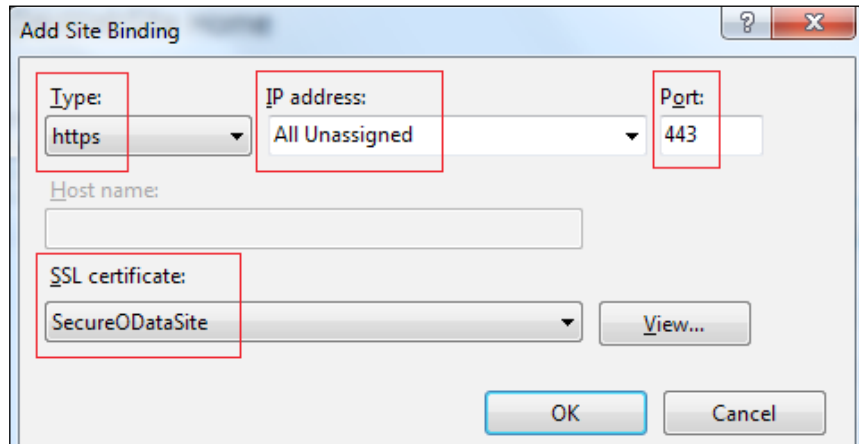 Add Site Binding
Type: IP address: Port:
https All Unassigned 443
Host name:
SSL certificate:
SecureODataSite View...
OK Cancel